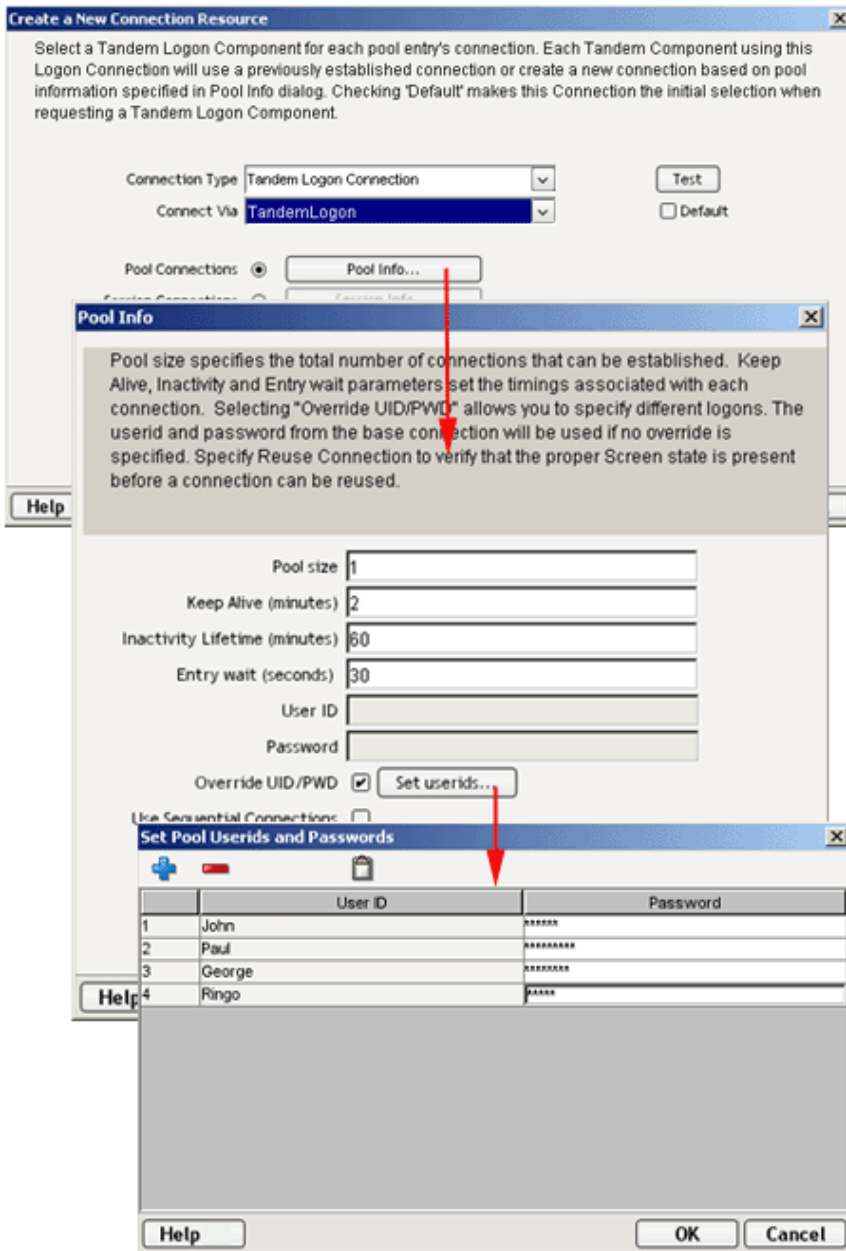 Create a New Connection Resource
Select a Tandem Logon Component for each pool entry's connection. Each Tandem Component using this
Logon Connection will use a previously established connection or create a new connection based on pool
information specified in Pool Info dialog. Checking 'Default' makes this Connection the initial selection when
requesting a Tandem Logon Component.
Connection Type Tandem Logon Connection Test
Connect Via TandemLogon Default
Pool Connections Pool Info...
Pool Info
Pool size specifies the total number of connections that can be established. Keep
Alive, Inactivity and Entry wait parameters set the timings associated with each
connection. Selecting "Override UID/PWD" allows you to specify different logons. The
userid and password from the base connection will be used if no override is
specified. Specify Reuse Connection to verify that the proper Screen state is present
before a connection can be reused.
Help
Pool size 1
Keep Alive (minutes) 2
Inactivity Lifetime (minutes) 60
Entry wait (seconds) 30
User ID
Password
Override UID/PWD Set userids...
Use Sequential Connections
Set Pool Userids and Passwords
User ID Password
1 John ******
2 Paul *********
3 George ********
4 Ringo *****
Help
Help OK Cancel